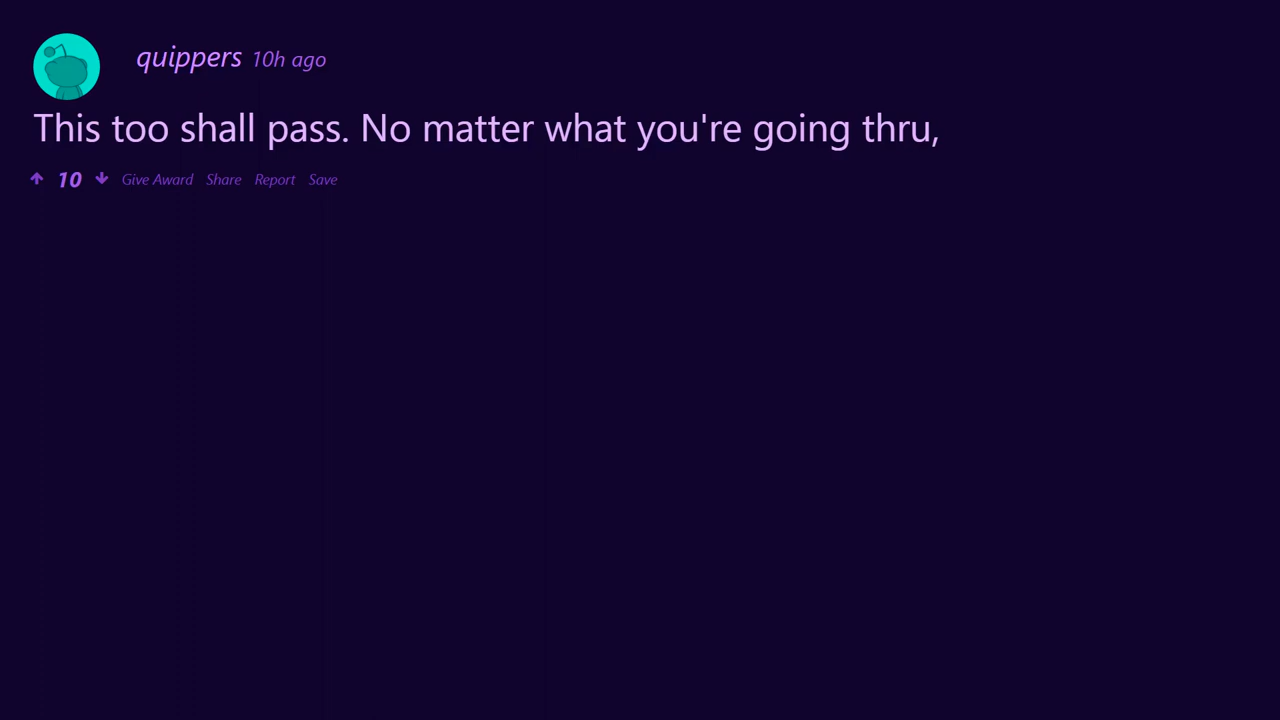 quippers 10h ago
This too shall pass. No matter what you're going thru,
10 Give Award Share Report Save